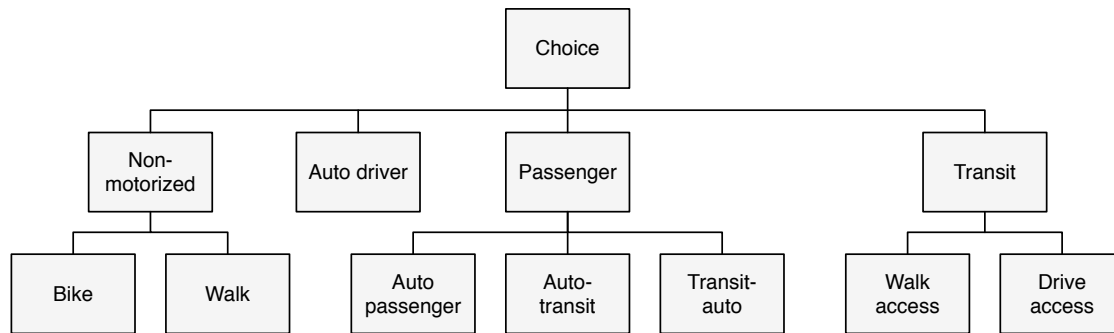 Choice
Non-
motorized
Auto driver
Passenger
Transit
Bike
Walk
Auto
passenger
Auto-
transit
Transit-
auto
Walk
access
Drive
access